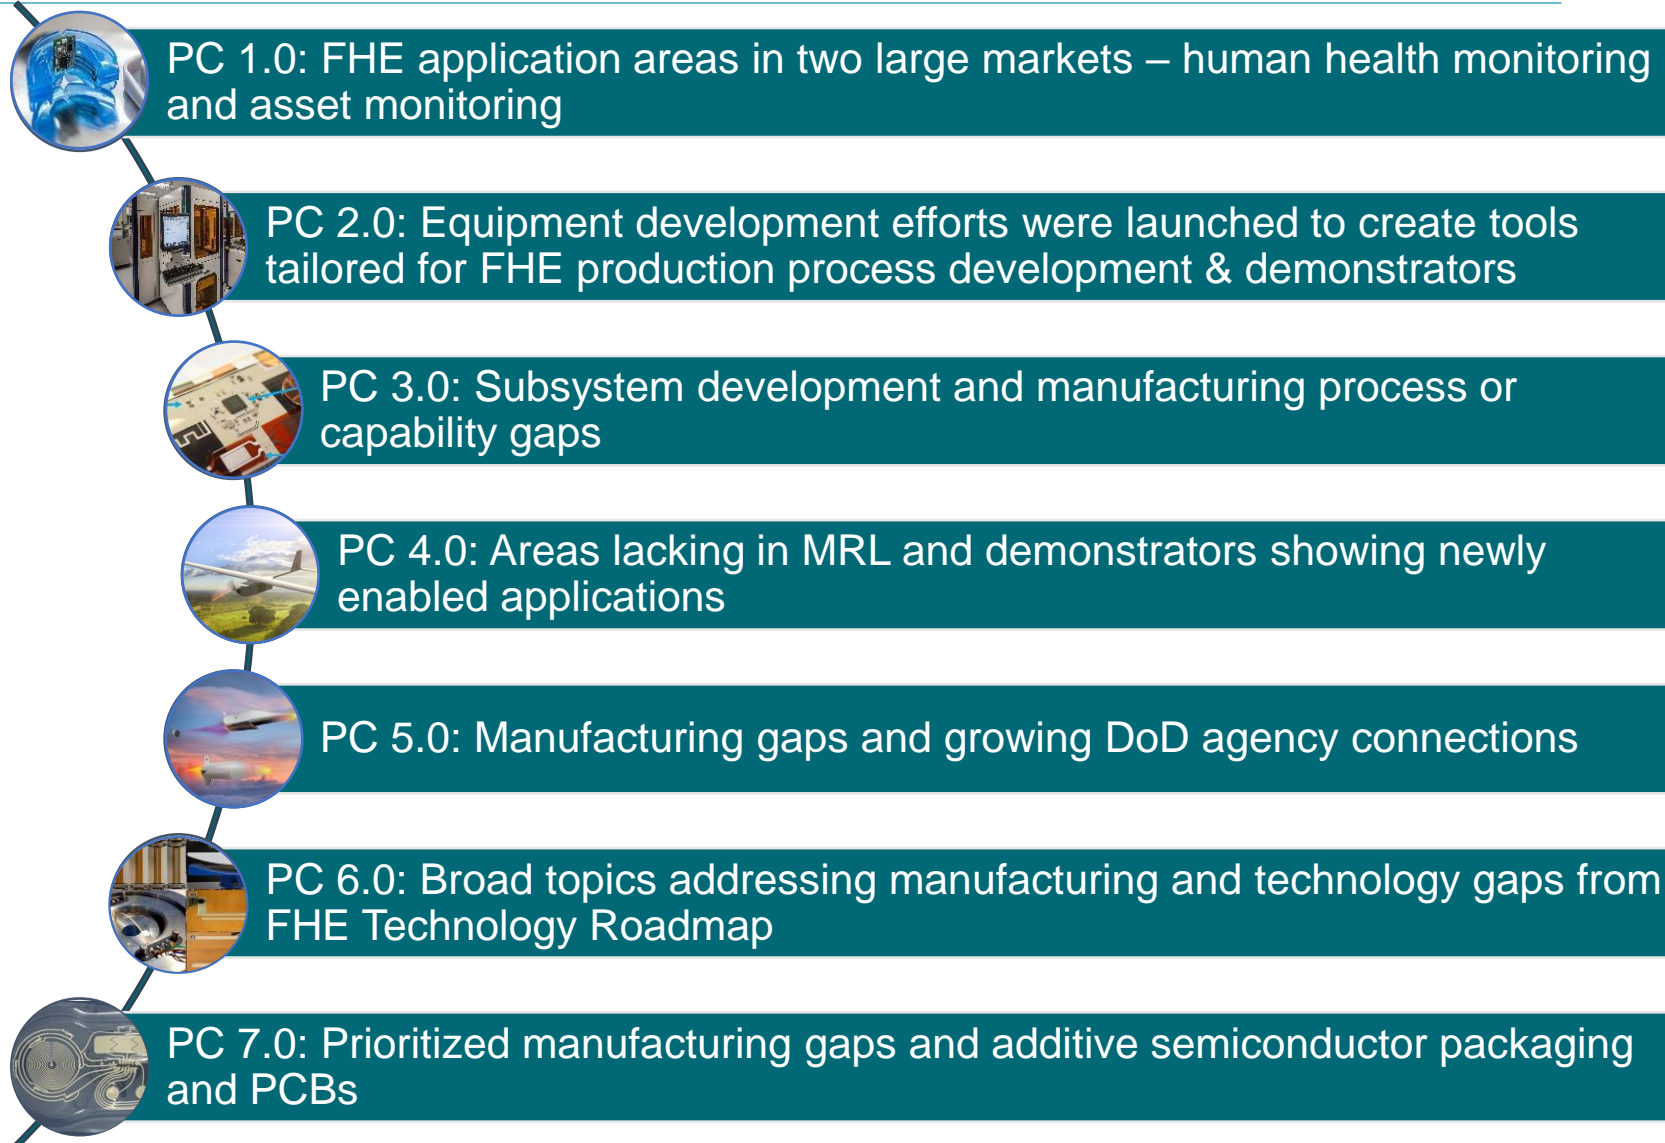 PC 1.0: FHE application areas in two large markets – human health monitoring
and asset monitoring
PC 2.0: Equipment development efforts were launched to create tools
tailored for FHE production process development & demonstrators
PC 3.0: Subsystem development and manufacturing process or
capability gaps
PC 4.0: Areas lacking in MRL and demonstrators showing newly
enabled applications
PC 5.0: Manufacturing gaps and growing DoD agency connections
PC 6.0: Broad topics addressing manufacturing and technology gaps from
FHE Technology Roadmap
PC 7.0: Prioritized manufacturing gaps and additive semiconductor packaging
and PCBs